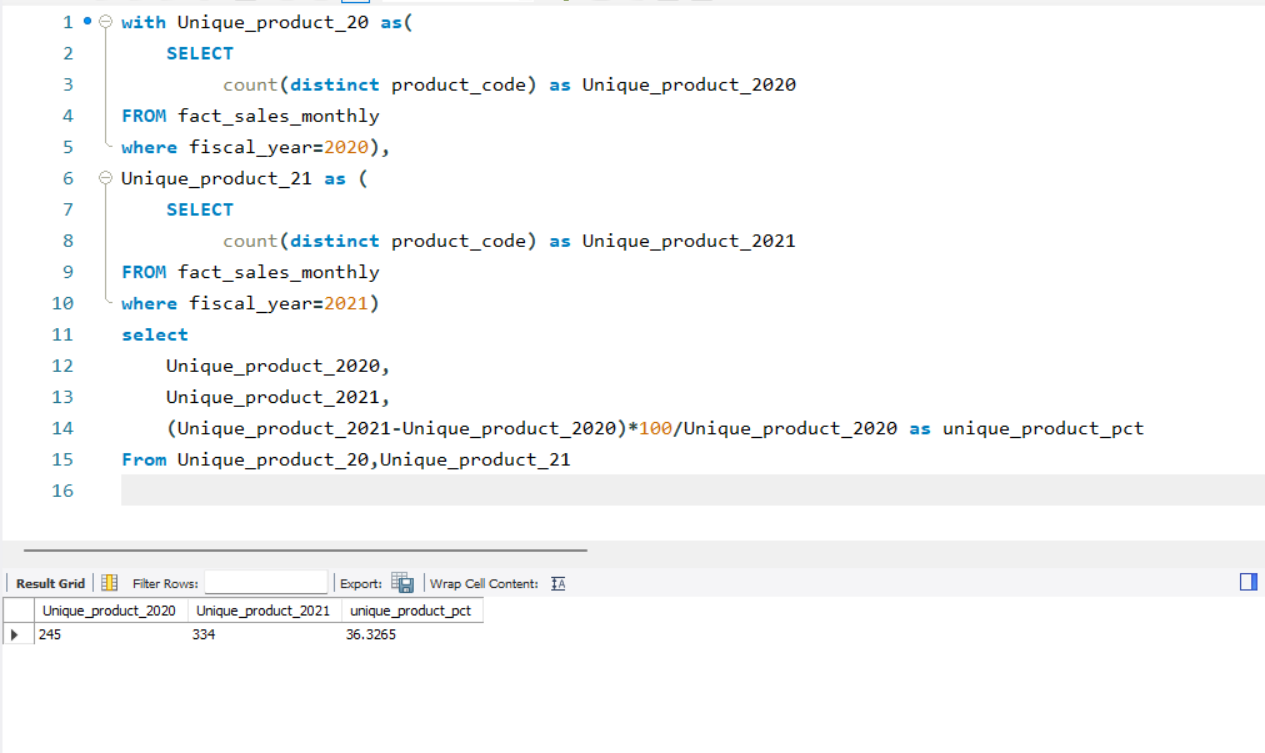 1 with Unique_product_20 as(
2 SELECT
3 count(distinct product_code) as Unique_product_2020
4 FROM fact_sales_monthly
5 where fiscal_year=2020),
6 Unique_product_21 as (
7 SELECT
8 count(distinct product_code) as Unique_product_2021
9 FROM fact_sales_monthly
10 where fiscal_year=2021)
11 select
12 Unique_product_2020,
13 Unique_product_2021,
14 (Unique_product_2021-Unique_product_2020)*100/Unique_product_2020 as unique_product_pct
15 From Unique_product_20,Unique_product_21
16
Result Grid Filter Rows: Export: Wrap Cell Content:
Unique_product_2020 Unique_product_2021 unique_product_pct
245 334 36.3265